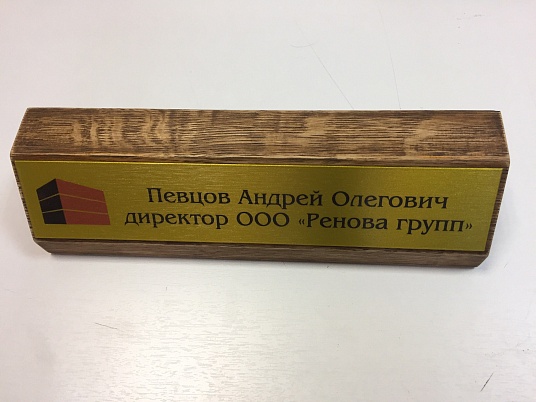 Певцов Андрей Олегович
директор ООО «Ренова групп»